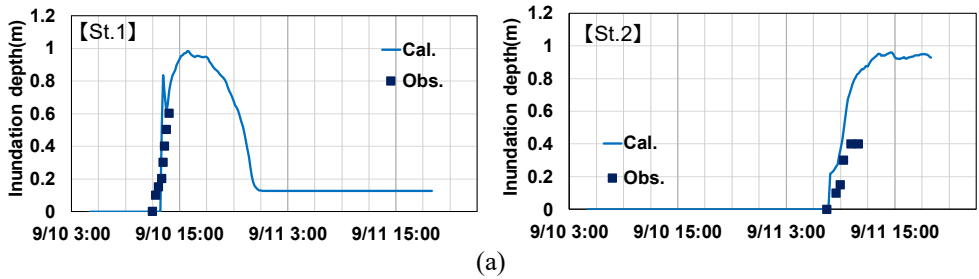 【St.1】
Inundation depth(m)
1.2
1
0.8
0.6
0.4
0.2
0
Cal.
Obs.
9/10 3:00 9/10 15:00 9/11 3:00 9/11 15:00
【St.2】
Inundation depth(m)
1.2
1
0.8
0.6
0.4
0.2
0
Cal.
Obs.
9/10 3:00 9/10 15:00 9/11 3:00 9/11 15:00
(a)